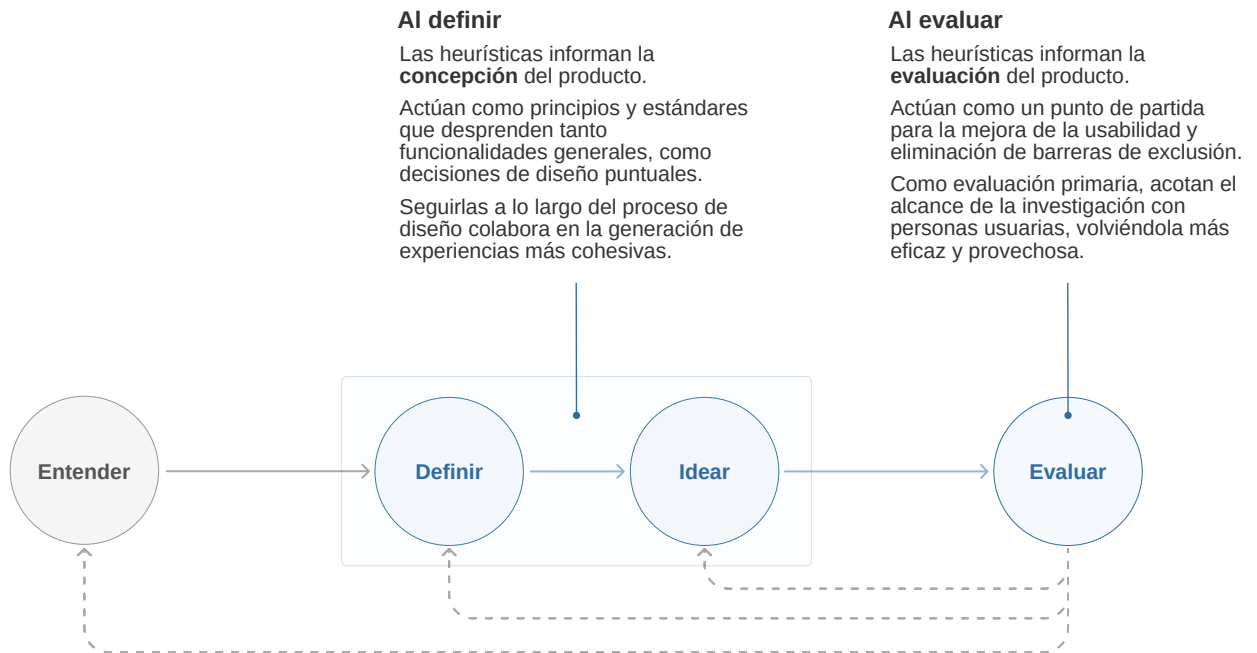 Al definir
Las heurísticas informan la
concepción del producto.
Actúan como principios y estándares
que desprenden tanto
funcionalidades generales, como
decisiones de diseño puntuales.
Seguirlas a lo largo del proceso de
diseño colabora en la generación de
experiencias más cohesivas.
Al evaluar
Las heurísticas informan la
evaluación del producto.
Actúan como un punto de partida
para la mejora de la usabilidad y
eliminación de barreras de exclusión.
Como evaluación primaria, acotan el
alcance de la investigación con
personas usuarias, volviéndola más
eficaz y provechosa.
Entender
Definir
Idear
Evaluar